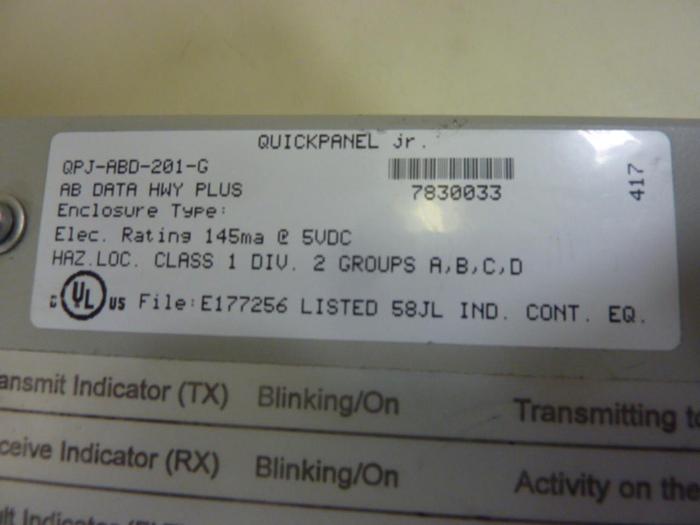 QUICKPANEL jr.
QPJ-ABD-201-G
AB DATA HWY PLUS
7830033
417
Enclosure Type:
Elec. Rating 145ma @ 5VDC
HAZ.LOC. CLASS 1 DIV. 2 GROUPS A,B,C,D
C UL US File:E177256 LISTED 58JL IND. CONT. EQ.
ansmit Indicator (TX) Blinking/On Transmitting to
ceive Indicator (RX) Blinking/On Activity on the